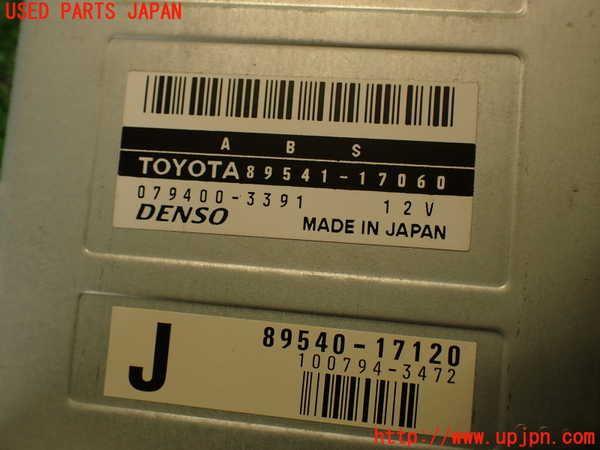 USED PARTS JAPAN
A B S
TOYOTA 89541-17060
079400-3391 12V
DENSO MADE IN JAPAN
J
89540-17120
100794-3472
http://www.upjpn.com/